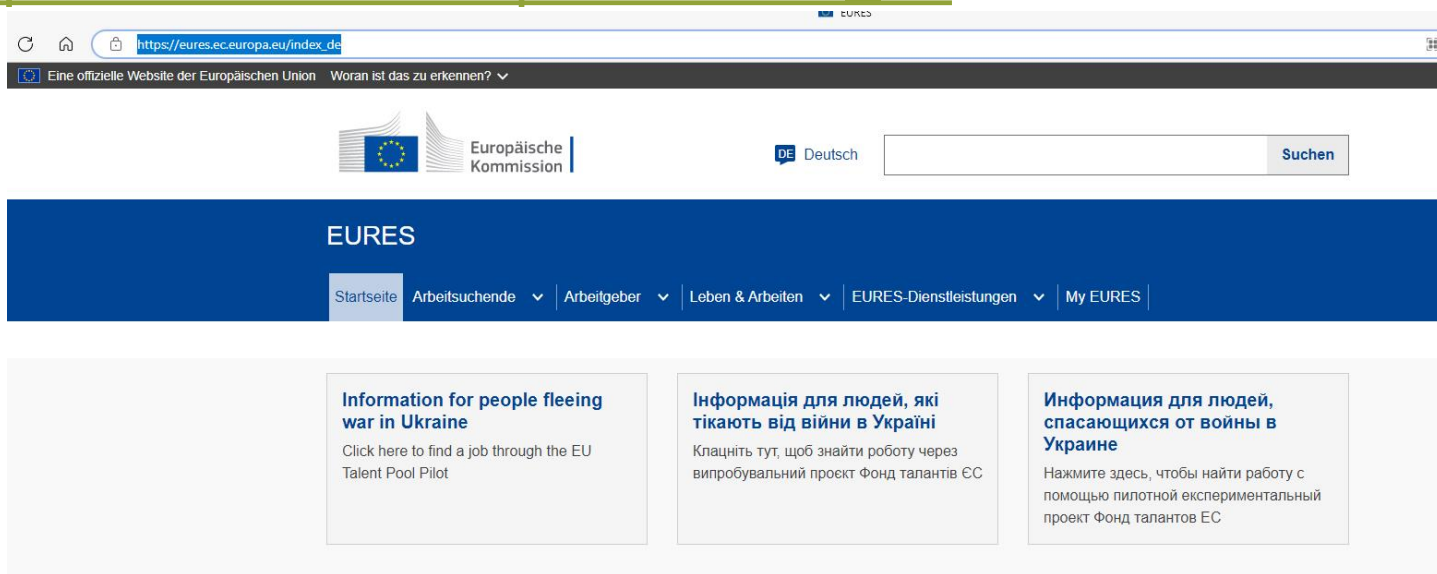 EURES
https://eures.ec.europa.eu/index_de
Eine offizielle Website der Europäischen Union Woran ist das zu erkennen?
Europäische
Kommission
DE Deutsch
Suchen
EURES
Startseite Arbeitsuchende Arbeitgeber Leben & Arbeiten EURES-Dienstleistungen My EURES
Information for people fleeing
war in Ukraine
Click here to find a job through the EU
Talent Pool Pilot
Інформація для людей, які
тікають від війни в Україні
Клацніть тут, щоб знайти роботу через
випробувальний проєкт Фонд талантів ЄС
Информация для людей,
спасающихся от войны в
Украине
Нажмите здесь, чтобы найти работу с
помощью пилотной експериментальный
проект Фонд талантов ЕС